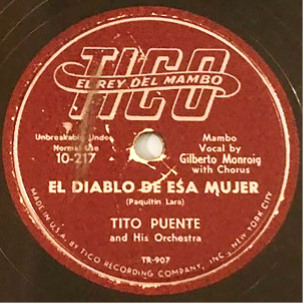 TICO
EL REY DEL MAMBO
Unbreakable Under
Normal Use
10-217
Mambo
Vocal by
Gilberto Monroig
with Chorus
EL DIABLO DE ESA MUJER
(Paquitin Lara)
TITO PUENTE
and His Orchestra
TR-907
MADE IN U.S.A. BY TICO RECORDING COMPANY, INC., NEW YORK CITY